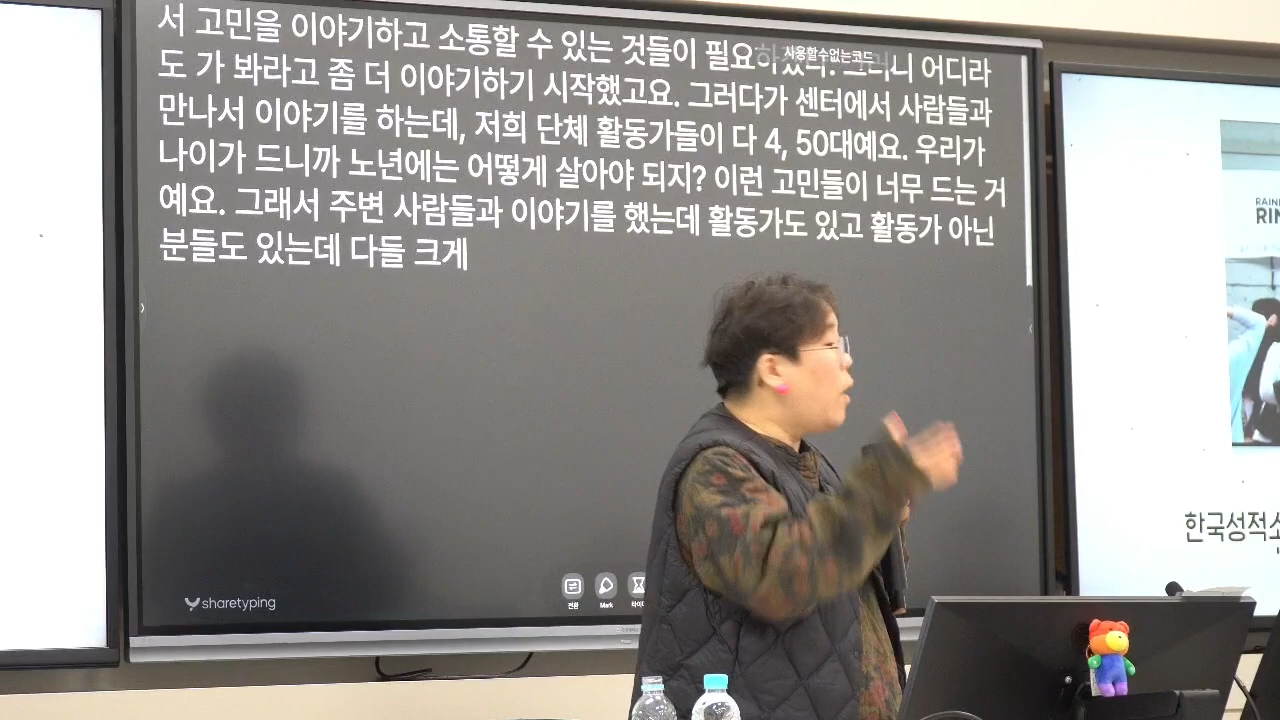 서 고민을 이야기하고 소통할 수 있는 것들이 필요
사용할수없는코드
니 어디라
도 가 봐라고 좀 더 이야기하기 시작했고요. 그러다가 센터에서 사람들과
만나서 이야기를 하는데, 저희 단체 활동가들이 다 4, 50대예요. 우리가
나이가 드니까 노년에는 어떻게 살아야 되지? 이런 고민들이 너무 드는 거
예요. 그래서 주변 사람들과 이야기를 했는데 활동가도 있고 활동가 아닌
분들도 있는데 다들 크게
전환
Mark
sharetyping
한국성적